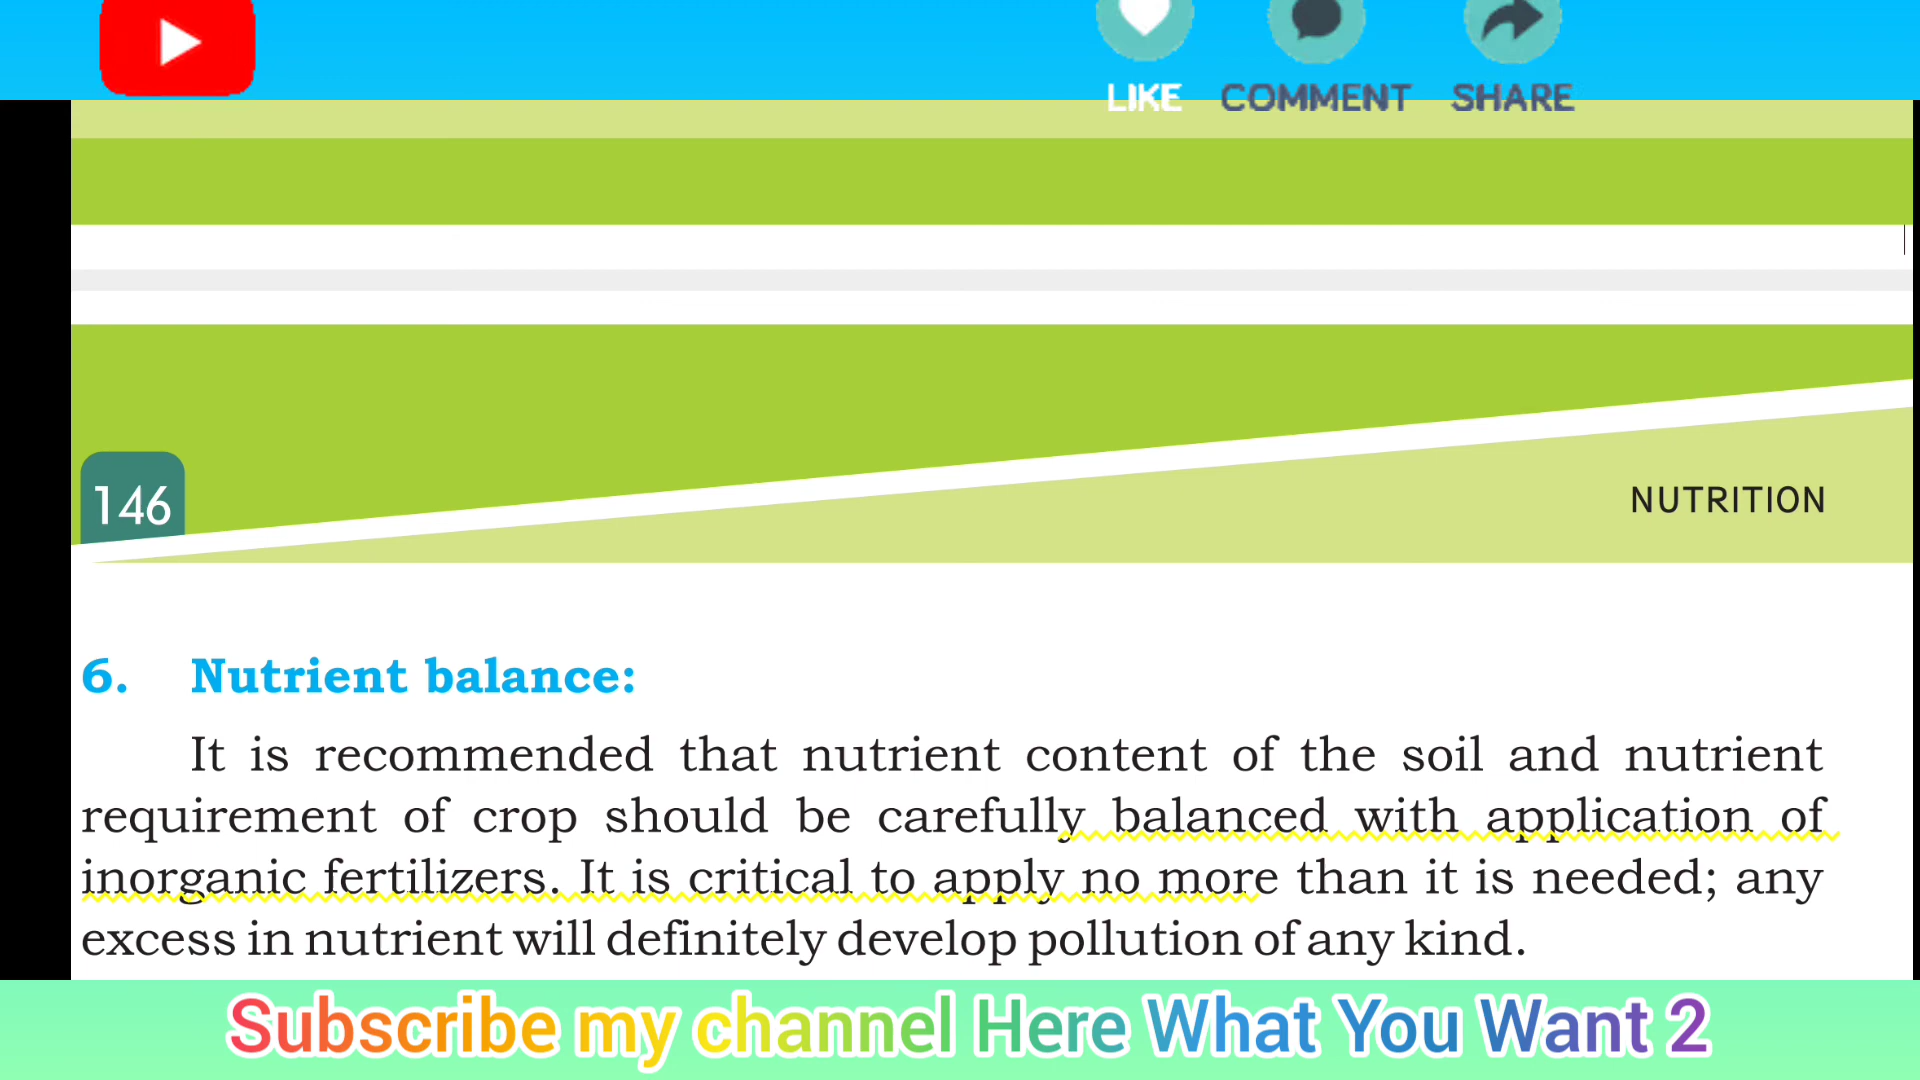 LIKE COMMENT SHARE
146
NUTRITION
6. Nutrient balance:
It is recommended that nutrient content of the soil and nutrient
requirement of crop should be carefully balanced with application of
inorganic fertilizers. It is critical to apply no more than it is needed; any
excess in nutrient will definitely develop pollution of any kind.
Subscribe my channel Here What You Want 2